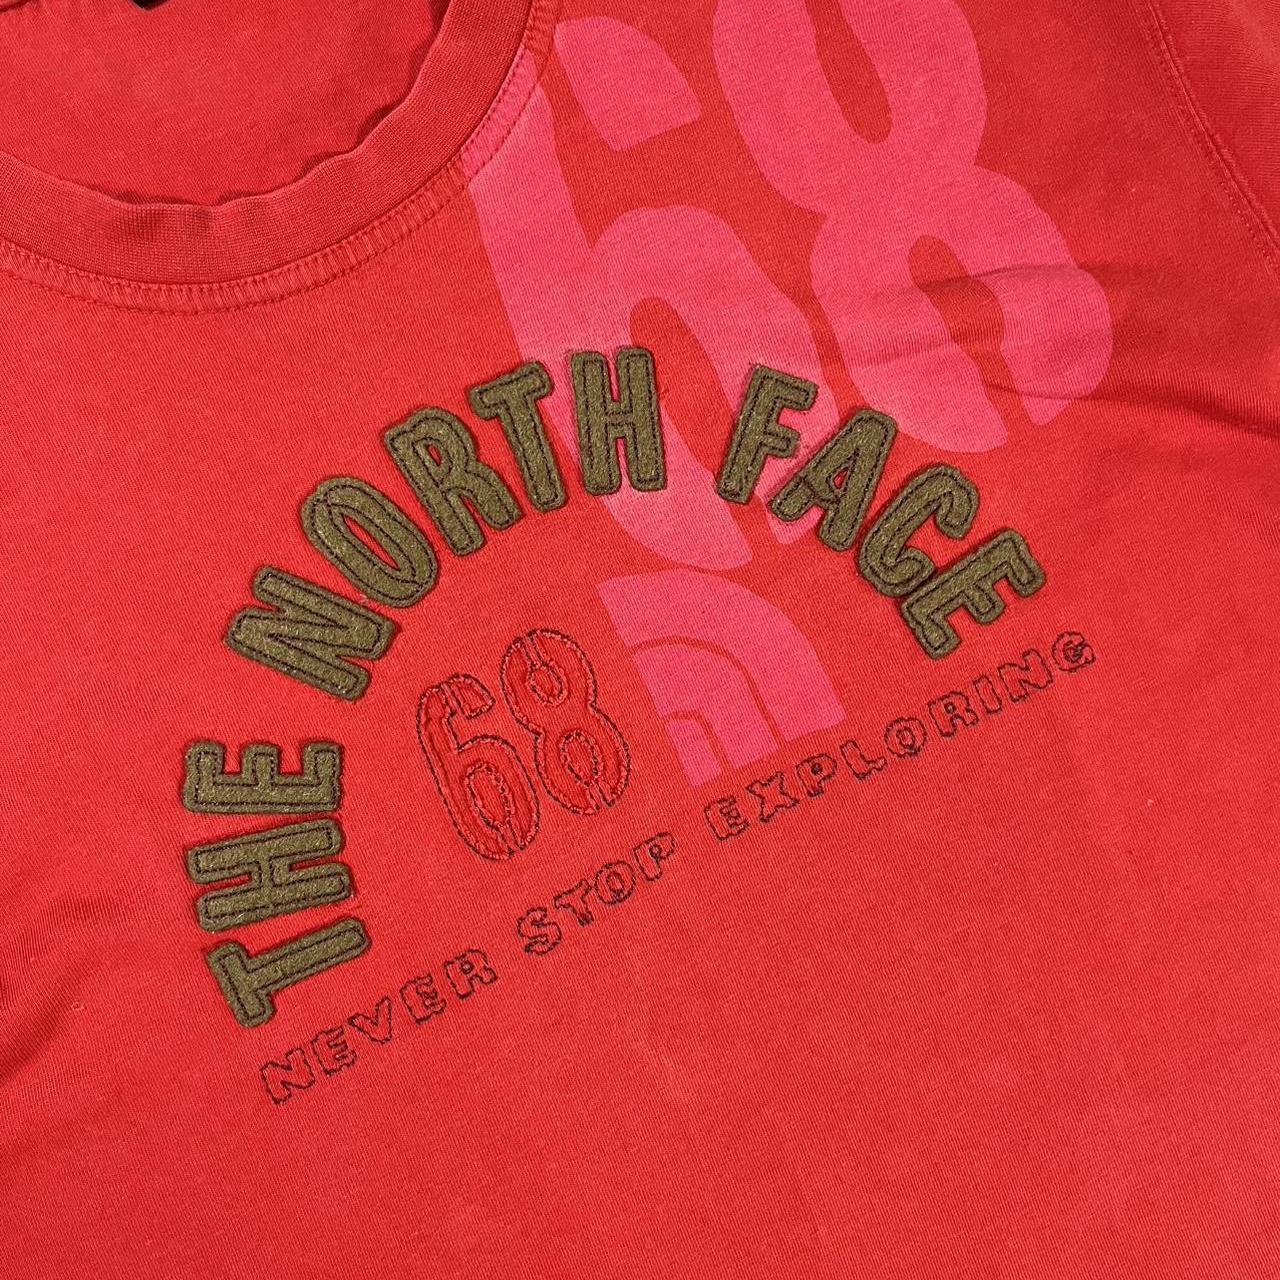 68
THE NORTH FACE
68
NEVER STOP EXPLORING